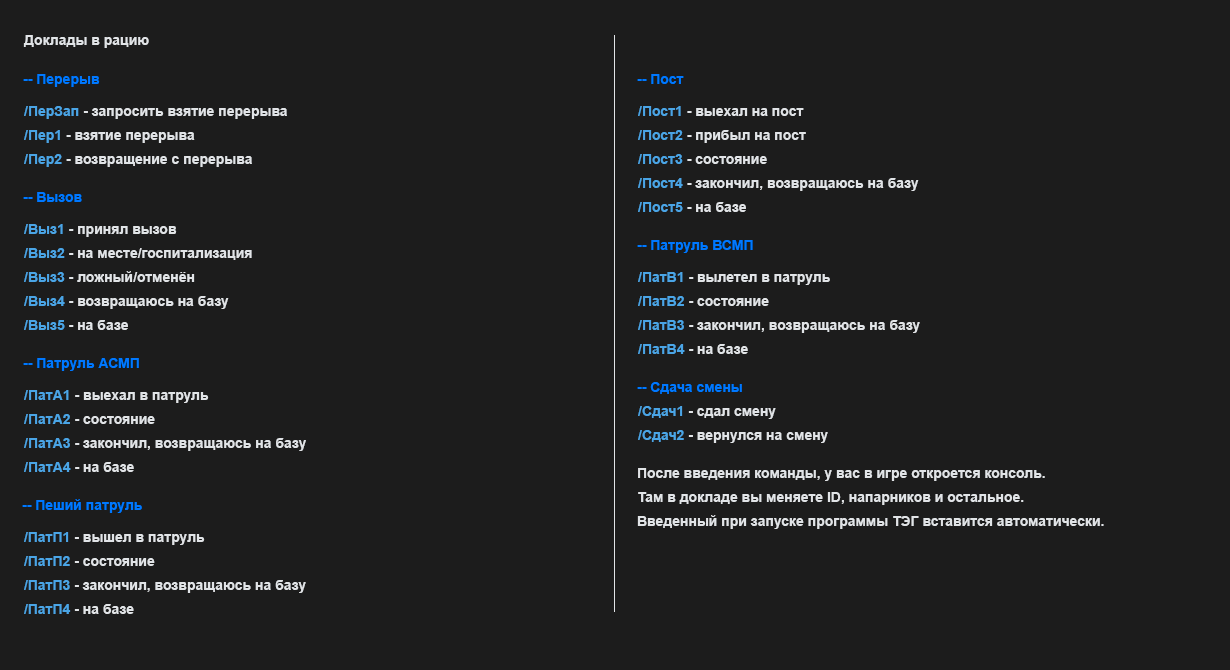 Доклады в рацию
-- Перерыв
/ПерЗап - запросить взятие перерыва
/Пер1 - взятие перерыва
/Пер2 - возвращение с перерыва
-- Вызов
/Выз1 - принял вызов
/Выз2 - на месте/госпитализация
/Выз3 - ложный/отменён
/Выз4 - возвращаюсь на базу
/Выз5 - на базе
-- Патруль АСМП
/ПатА1 - выехал в патруль
/ПатА2 - состояние
/ПатА3 - закончил, возвращаюсь на базу
/ПатА4 - на базе
-- Пеший патруль
/ПатП1 - вышел в патруль
/ПатП2 - состояние
/ПатП3 - закончил, возвращаюсь на базу
/ПатП4 - на базе
-- Пост
/Пост1 - выехал на пост
/Пост2 - прибыл на пост
/Пост3 - состояние
/Пост4 - закончил, возвращаюсь на базу
/Пост5 - на базе
-- Патруль ВСМП
/ПатВ1 - вылетел в патруль
/ПатВ2 - состояние
/ПатВ3 - закончил, возвращаюсь на базу
/ПатВ4 - на базе
-- Сдача смены
/Сдач1 - сдал смену
/Сдач2 - вернулся на смену
После введения команды, у вас в игре откроется консоль.
Там в докладе вы меняете ID, напарников и остальное.
Введенный при запуске программы ТЭГ вставится автоматически.